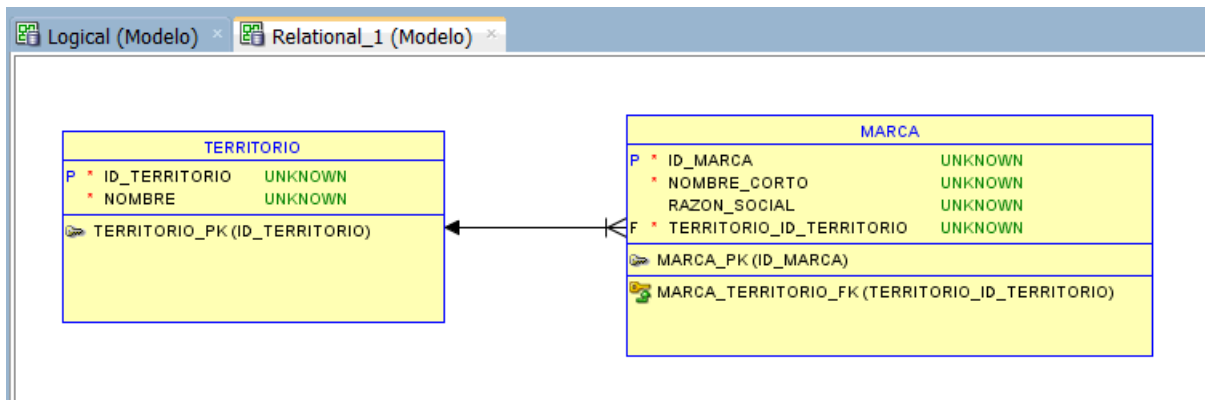 Logical (Modelo) × Relational_1 (Modelo) ×
TERRITORIO
P * ID_TERRITORIO UNKNOWN
* NOMBRE UNKNOWN
TERRITORIO_PK (ID_TERRITORIO)
MARCA
P * ID_MARCA UNKNOWN
* NOMBRE_CORTO UNKNOWN
RAZON_SOCIAL UNKNOWN
F * TERRITORIO_ID_TERRITORIO UNKNOWN
MARCA_PK (ID_MARCA)
MARCA_TERRITORIO_FK (TERRITORIO_ID_TERRITORIO)